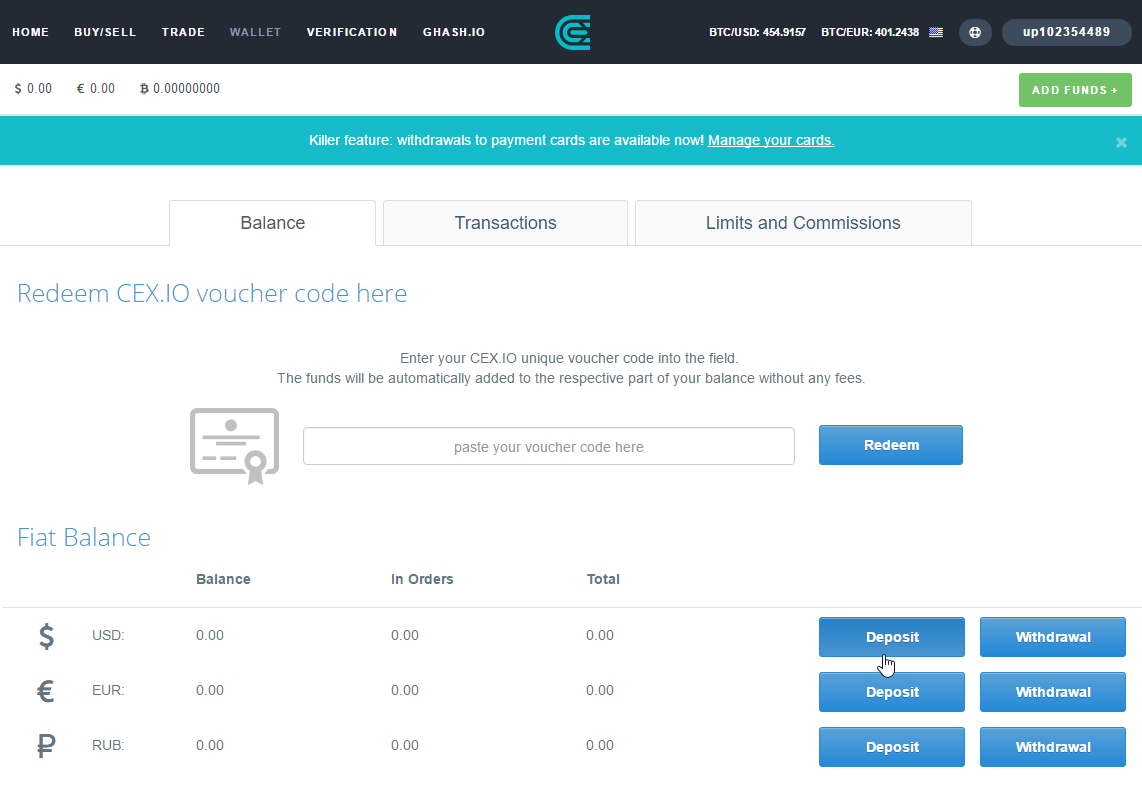 HOME BUY/SELL TRADE WALLET VERIFICATION GHASH.IO BTC/USD: 454.9157 BTC/EUR: 401.2438 up102354489
$ 0.00 € 0.00 ₿ 0.00000000 ADD FUNDS +
Killer feature: withdrawals to payment cards are available now! Manage your cards. ×
Balance Transactions Limits and Commissions
Redeem CEX.IO voucher code here
Enter your CEX.IO unique voucher code into the field.
The funds will be automatically added to the respective part of your balance without any fees.
paste your voucher code here Redeem
Fiat Balance
Balance In Orders Total
$ USD: 0.00 0.00 0.00 Deposit Withdrawal
€ EUR: 0.00 0.00 0.00 Deposit Withdrawal
₽ RUB: 0.00 0.00 0.00 Deposit Withdrawal